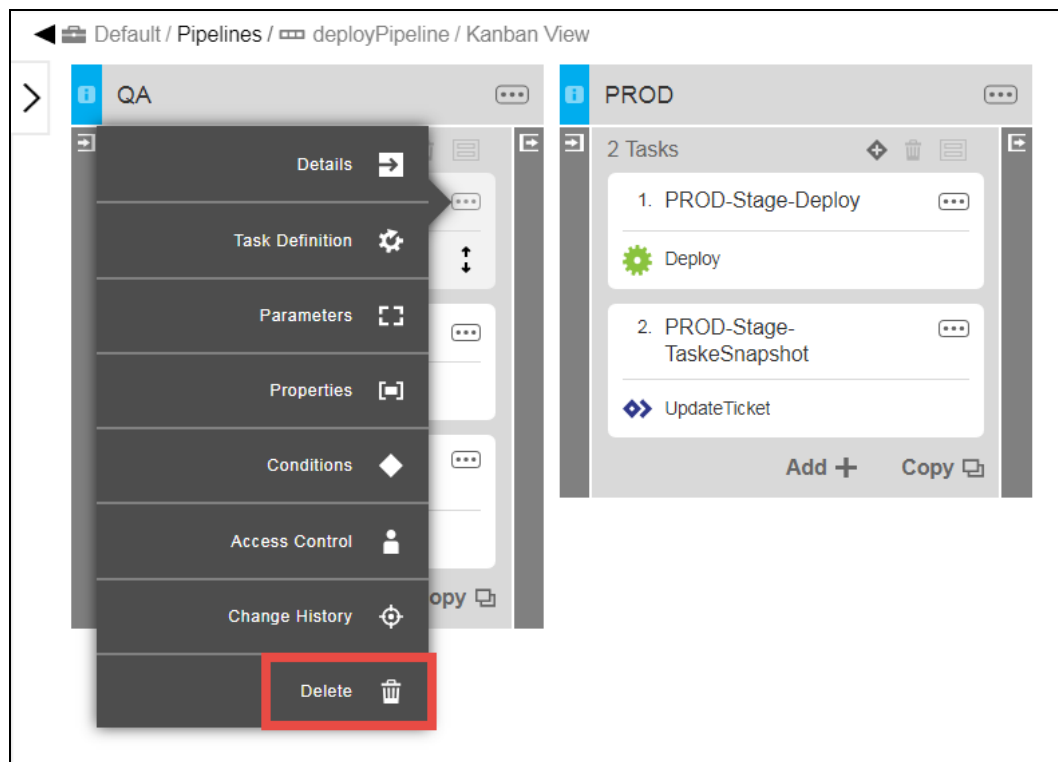 Default / Pipelines / deployPipeline / Kanban View
QA
Details
Task Definition
Parameters
Properties
Conditions
Access Control
Change History
Delete
opy
PROD
2 Tasks
1. PROD-Stage-Deploy
Deploy
2. PROD-Stage-
TaskeSnapshot
UpdateTicket
Add
Copy